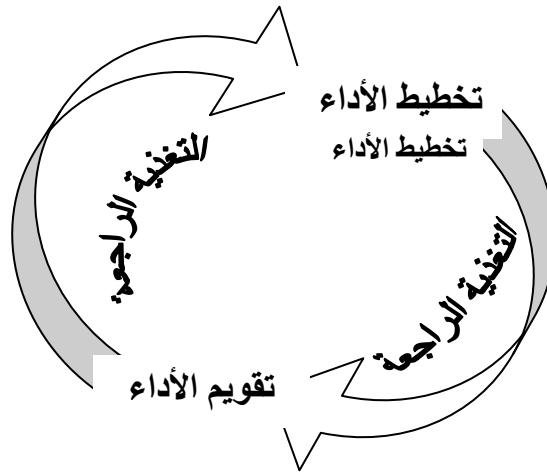 تخطيط الأداء
تخطيط الأداء
التغذية الراجعة
التغذية الراجعة
تقويم الأداء